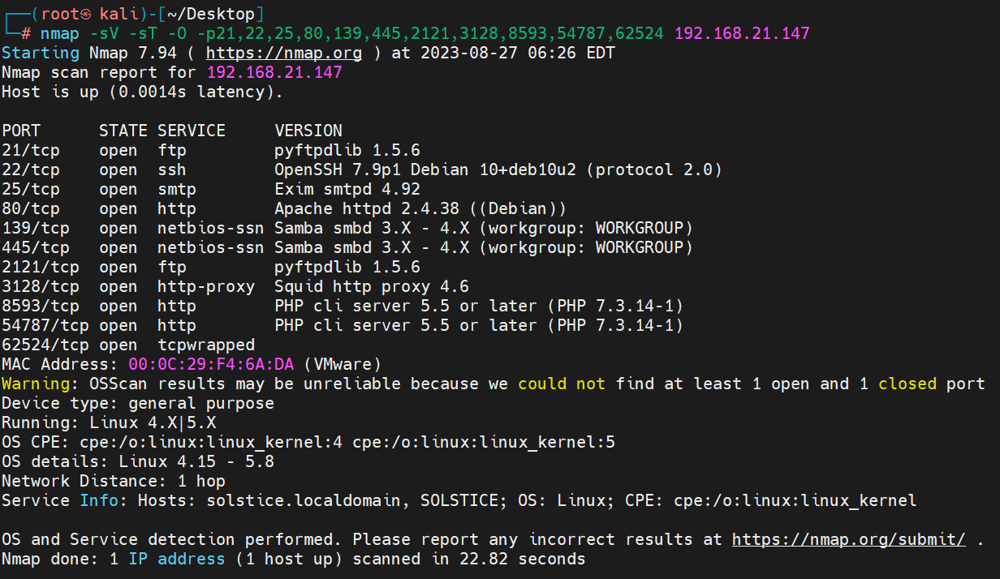 ┌──(root㉿ kali)-[~/Desktop]
└─# nmap -sV -sT -O -p21,22,25,80,139,445,2121,3128,8593,54787,62524 192.168.21.147
Starting Nmap 7.94 ( https://nmap.org ) at 2023-08-27 06:26 EDT
Nmap scan report for 192.168.21.147
Host is up (0.0014s latency).

PORT      STATE SERVICE     VERSION
21/tcp    open  ftp         pyftpdlib 1.5.6
22/tcp    open  ssh         OpenSSH 7.9p1 Debian 10+deb10u2 (protocol 2.0)
25/tcp    open  smtp        Exim smtpd 4.92
80/tcp    open  http        Apache httpd 2.4.38 ((Debian))
139/tcp   open  netbios-ssn Samba smbd 3.X - 4.X (workgroup: WORKGROUP)
445/tcp   open  netbios-ssn Samba smbd 3.X - 4.X (workgroup: WORKGROUP)
2121/tcp  open  ftp         pyftpdlib 1.5.6
3128/tcp  open  http-proxy  Squid http proxy 4.6
8593/tcp  open  http        PHP cli server 5.5 or later (PHP 7.3.14-1)
54787/tcp open  http        PHP cli server 5.5 or later (PHP 7.3.14-1)
62524/tcp open  tcpwrapped
MAC Address: 00:0C:29:F4:6A:DA (VMware)
Warning: OSScan results may be unreliable because we could not find at least 1 open and 1 closed port
Device type: general purpose
Running: Linux 4.X|5.X
OS CPE: cpe:/o:linux:linux_kernel:4 cpe:/o:linux:linux_kernel:5
OS details: Linux 4.15 - 5.8
Network Distance: 1 hop
Service Info: Hosts: solstice.localdomain, SOLSTICE; OS: Linux; CPE: cpe:/o:linux:linux_kernel

OS and Service detection performed. Please report any incorrect results at https://nmap.org/submit/ .
Nmap done: 1 IP address (1 host up) scanned in 22.82 seconds